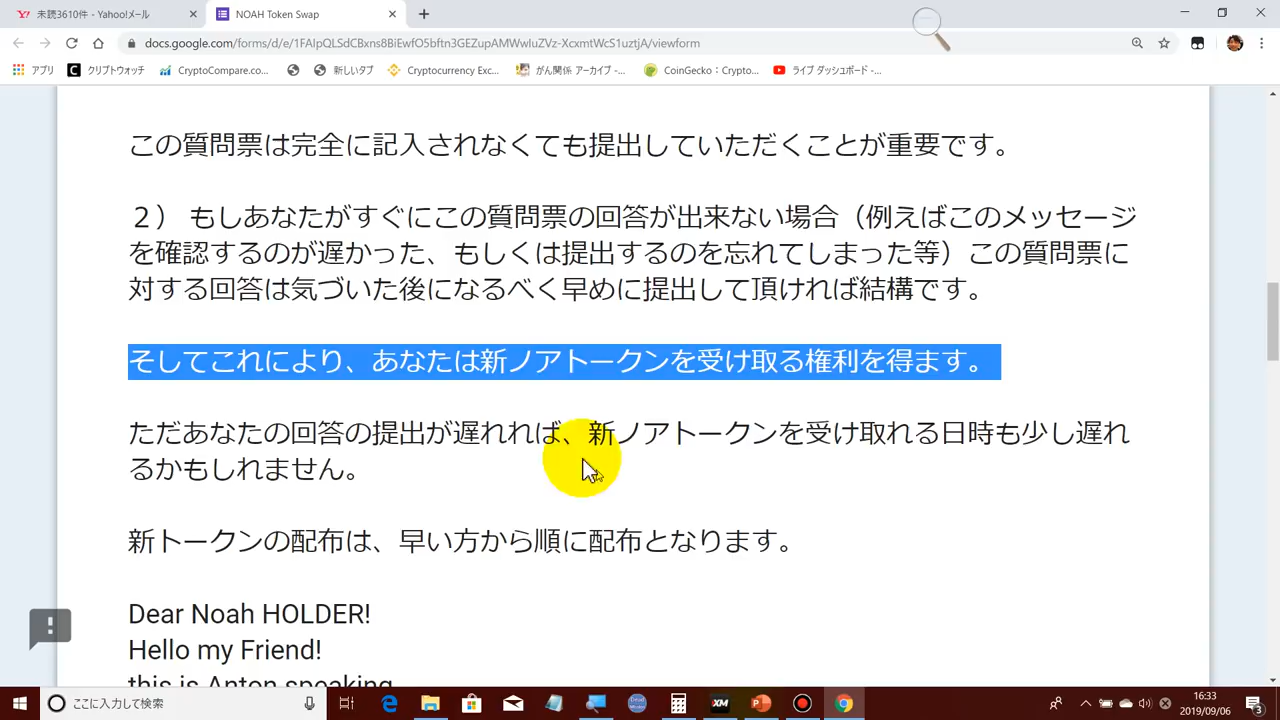 未読3610件 - Yahoo!メール
NOAH Token Swap
docs.google.com/forms/d/e/1FAIpQLSdCBxns8BiEwfO5bftn3GEZupAMWwIuZVz-XcxmtWcS1uztjA/viewform
アプリ
クリプトウォッチ
CryptoCompare.co...
新しいタブ
Cryptocurrency Exc...
がん関係 アーカイブ -...
CoinGecko：Crypto...
ライブ ダッシュボード -...
この質問票は完全に記入されなくても提出していただくことが重要です。
２） もしあなたがすぐにこの質問票の回答が出来ない場合（例えばこのメッセージ
を確認するのが遅かった、もしくは提出するのを忘れてしまった等）この質問票に
対する回答は気づいた後になるべく早めに提出して頂ければ結構です。
そしてこれにより、あなたは新ノアトークンを受け取る権利を得ます。
ただあなたの回答の提出が遅れれば、新ノアトークンを受け取れる日時も少し遅れ
るかもしれません。
新トークンの配布は、早い方から順に配布となります。
Dear Noah HOLDER!
Hello my Friend!
this is Anton speaking
ここに入力して検索
XM
16:33
2019/09/06
3